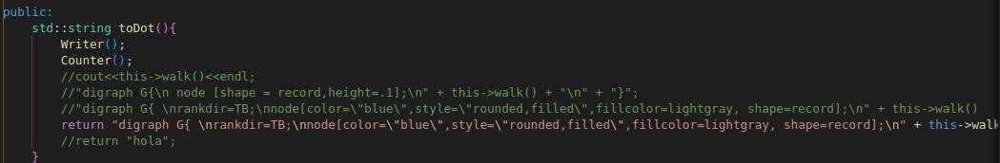 public:
    std::string toDot(){
        Writer();
        Counter();
        //cout<<this->walk()<<endl;
        //"digraph G{\n node [shape = record,height=.1];\n" + this->walk() + "\n" + "}";
        //"digraph G{ \nrankdir=TB;\nnode[color=\"blue\",style=\"rounded,filled\",fillcolor=lightgray, shape=record];\n" + this->walk()
        return "digraph G{ \nrankdir=TB;\nnode[color=\"blue\",style=\"rounded,filled\",fillcolor=lightgray, shape=record];\n" + this->walk
        //return "hola";
    }